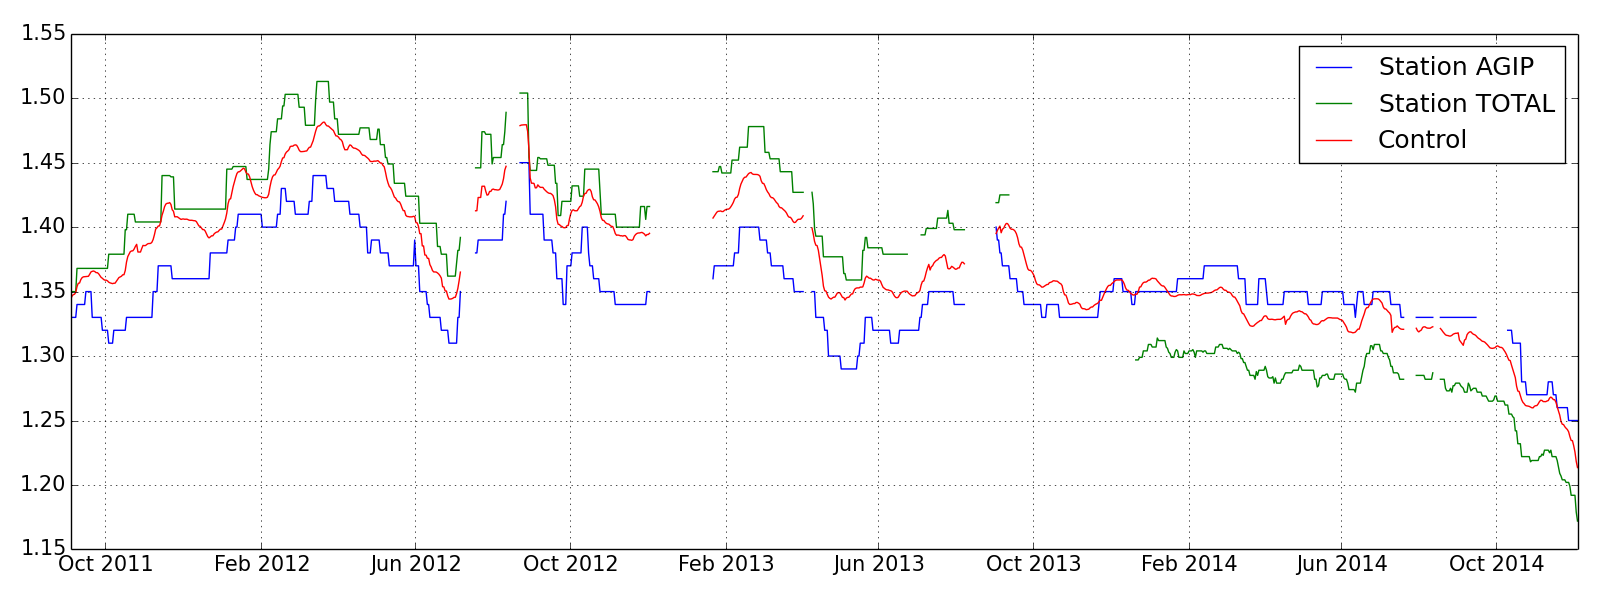 1.55
1.50
1.45
1.40
1.35
1.30
1.25
1.20
1.15
Station AGIP
Station TOTAL
Control
Oct 2011 Feb 2012 Jun 2012 Oct 2012 Feb 2013 Jun 2013 Oct 2013 Feb 2014 Jun 2014 Oct 2014